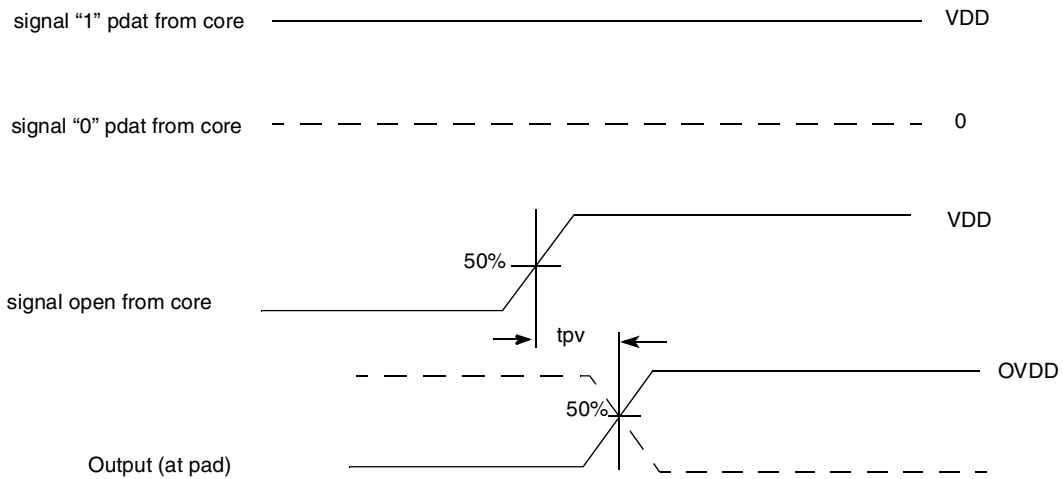 signal “1” pdat from core
VDD
signal “0” pdat from core
0
VDD
50%
signal open from core
tpv
OVDD
50%
Output (at pad)